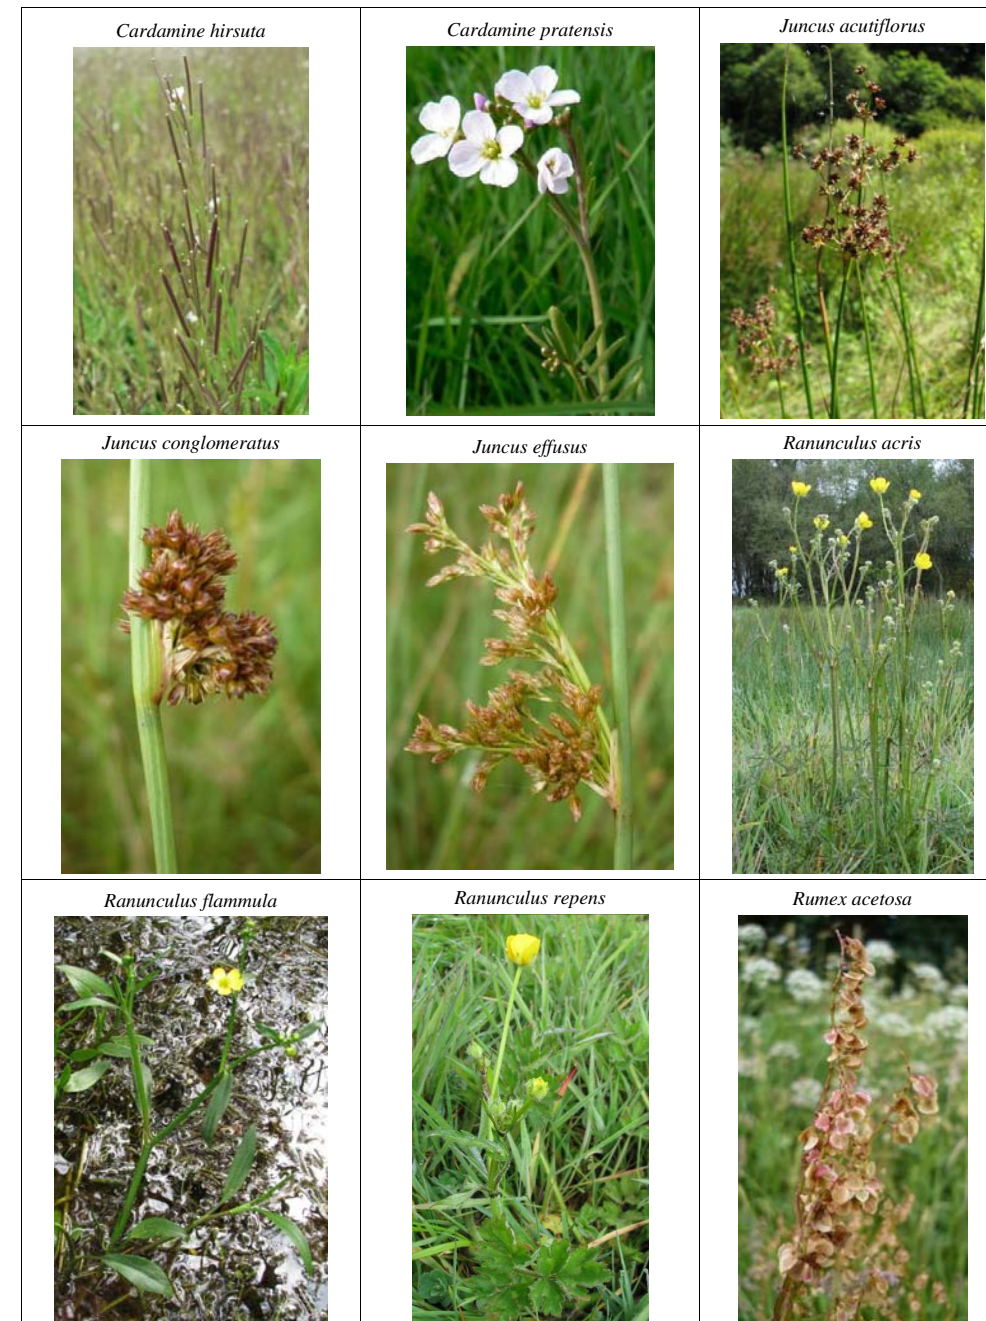 Cardamine hirsuta
Cardamine pratensis
Juncus acutiflorus
Juncus conglomeratus
Juncus effusus
Ranunculus acris
Ranunculus flammula
Ranunculus repens
Rumex acetosa